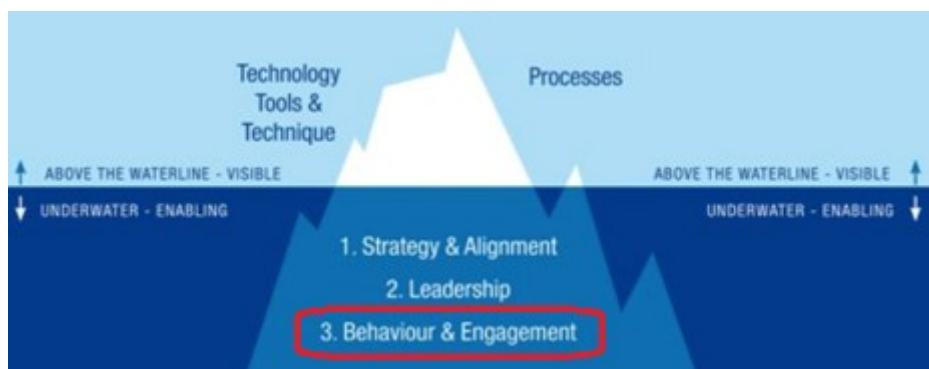 Technology
Tools &
Technique
Processes
ABOVE THE WATERLINE - VISIBLE
ABOVE THE WATERLINE - VISIBLE
UNDERWATER - ENABLING
UNDERWATER - ENABLING
1. Strategy & Alignment
2. Leadership
3. Behaviour & Engagement